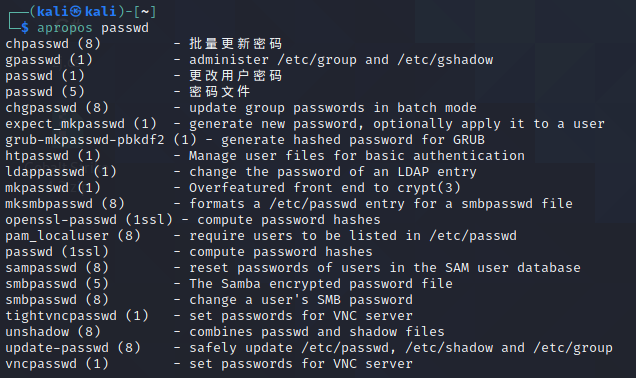 ┌──(kali㉿kali)-[~]
└─$ apropos passwd
chpasswd (8)         - 批量更新密码
gpasswd (1)          - administer /etc/group and /etc/gshadow
passwd (1)           - 更改用户密码
passwd (5)           - 密码文件
chgpasswd (8)        - update group passwords in batch mode
expect_mkpasswd (1)  - generate new password, optionally apply it to a user
grub-mkpasswd-pbkdf2 (1) - generate hashed password for GRUB
htpasswd (1)         - Manage user files for basic authentication
ldappasswd (1)       - change the password of an LDAP entry
mkpasswd (1)         - Overfeatured front end to crypt(3)
mksmbpasswd (8)      - formats a /etc/passwd entry for a smbpasswd file
openssl-passwd (1ssl) - compute password hashes
pam_localuser (8)    - require users to be listed in /etc/passwd
passwd (1ssl)        - compute password hashes
sampasswd (8)        - reset passwords of users in the SAM user database
smbpasswd (5)        - The Samba encrypted password file
smbpasswd (8)        - change a user's SMB password
tightvncpasswd (1)   - set passwords for VNC server
unshadow (8)         - combines passwd and shadow files
update-passwd (8)    - safely update /etc/passwd, /etc/shadow and /etc/group
vncpasswd (1)        - set passwords for VNC server